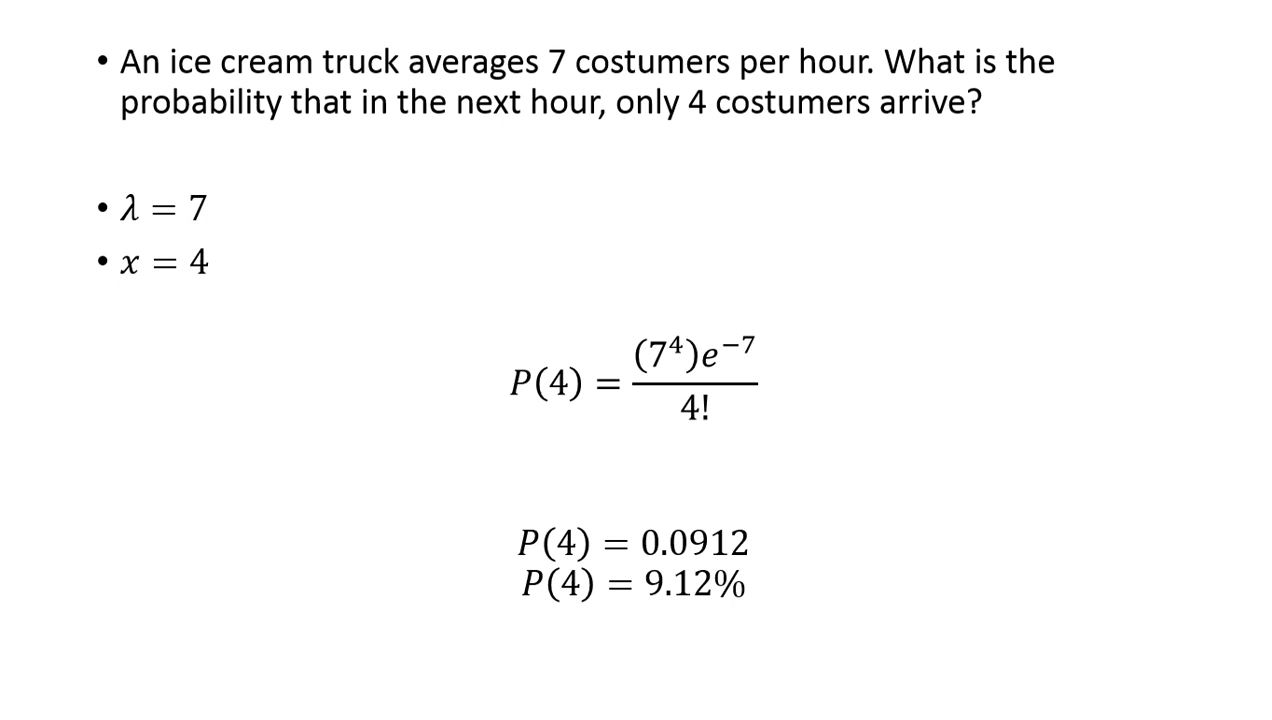 • An ice cream truck averages 7 costumers per hour. What is the
probability that in the next hour, only 4 costumers arrive?
• λ = 7
• x = 4
P(4) = (7⁴)e⁻⁷ / 4!
P(4) = 0.0912
P(4) = 9.12%